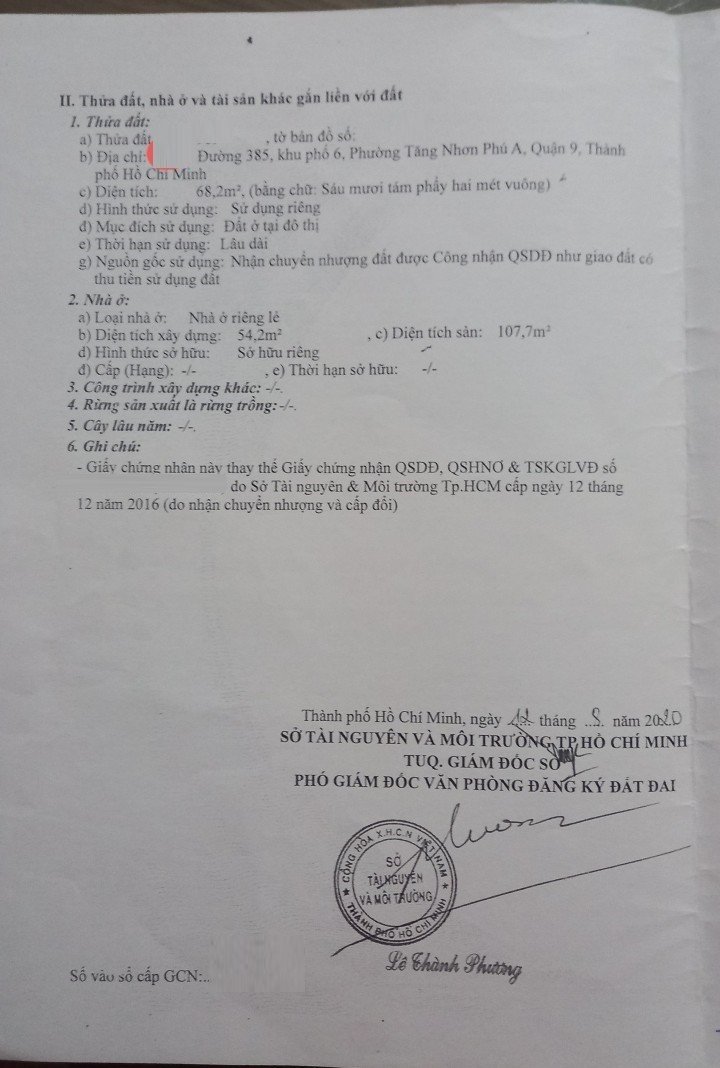 II. Thửa đất, nhà ở và tài sản khác gắn liền với đất
1. Thửa đất:
a) Thửa đất , tờ bản đồ số:
b) Địa chỉ: Đường 385, khu phố 6, Phường Tăng Nhơn Phú A, Quận 9, Thành
phố Hồ Chí Minh
c) Diện tích: 68,2m², (bằng chữ: Sáu mươi tám phẩy hai mét vuông)
d) Hình thức sử dụng: Sử dụng riêng
đ) Mục đích sử dụng: Đất ở tại đô thị
e) Thời hạn sử dụng: Lâu dài
g) Nguồn gốc sử dụng: Nhận chuyển nhượng đất được Công nhận QSDĐ như giao đất có
thu tiền sử dụng đất
2. Nhà ở:
a) Loại nhà ở: Nhà ở riêng lẻ
b) Diện tích xây dựng: 54,2m² , c) Diện tích sàn: 107,7m²
d) Hình thức sở hữu: Sở hữu riêng
đ) Cấp (Hạng): -/- , e) Thời hạn sở hữu: -/-
3. Công trình xây dựng khác: -/-.
4. Rừng sản xuất là rừng trồng: -/-.
5. Cây lâu năm: -/-.
6. Ghi chú:
- Giấy chứng nhân này thay thế Giấy chứng nhận QSDĐ, QSHNƠ & TSKGLVĐ số
do Sở Tài nguyên & Môi trường Tp.HCM cấp ngày 12 tháng
12 năm 2016 (do nhận chuyển nhượng và cấp đổi)
Thành phố Hồ Chí Minh, ngày tháng năm 2020
SỞ TÀI NGUYÊN VÀ MÔI TRƯỜNG TP HỒ CHÍ MINH
TUQ. GIÁM ĐỐC SỞ
PHÓ GIÁM ĐỐC VĂN PHÒNG ĐĂNG KÝ ĐẤT ĐAI
CỘNG HÒA X.H.C.N VIỆT NAM
SỞ
TÀI NGUYÊN
VÀ MÔI TRƯỜNG
THÀNH PHỐ HỒ CHÍ MINH
Lê Thành Phương
Số vào sổ cấp GCN:..